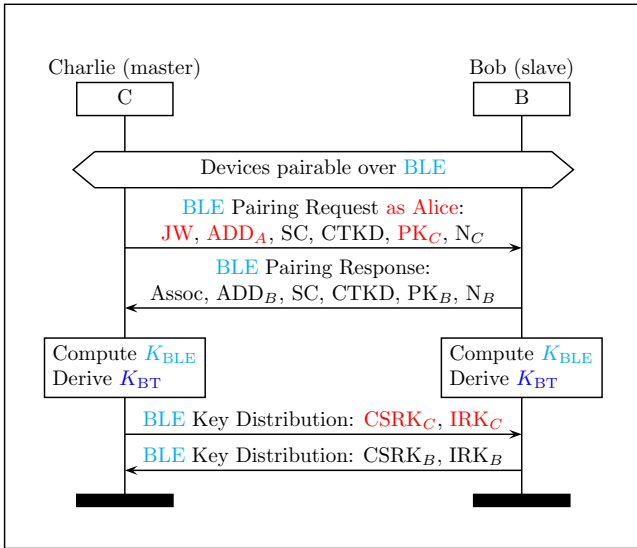 Charlie (master)
Bob (slave)
C
B
Devices pairable over BLE
BLE Pairing Request as Alice:
JW, ADD_A, SC, CTKD, PK_C, N_C
BLE Pairing Response:
Assoc, ADD_B, SC, CTKD, PK_B, N_B
Compute K_BLE
Derive K_BT
Compute K_BLE
Derive K_BT
BLE Key Distribution: CSRK_C, IRK_C
BLE Key Distribution: CSRK_B, IRK_B